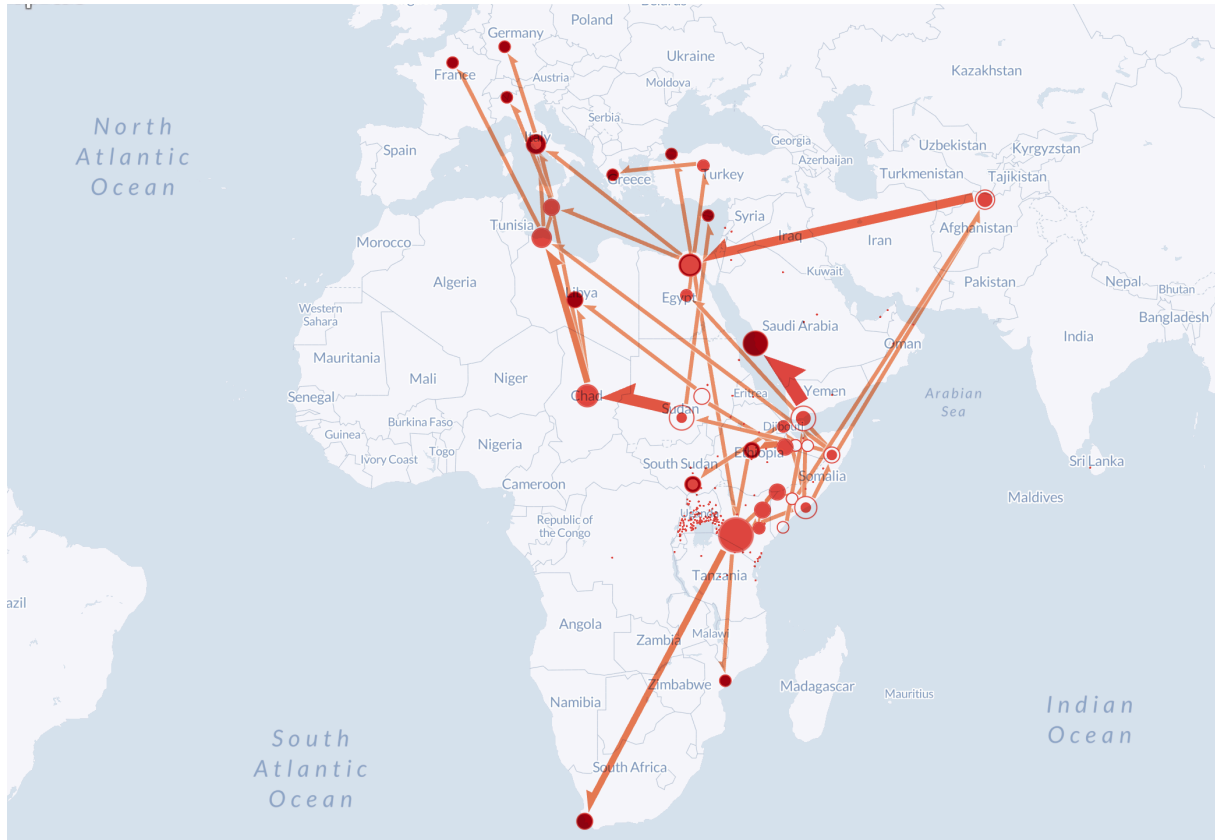 Poland
Germany
Ukraine
France
Kazakhstan
Austria
Moldova
North
Atlantic
Ocean
Serbia
Italy
Georgia
Uzbekistan
Kyrgyzstan
Spain
Azerbaijan
Greece
Turkey
Turkmenistan
Tajikistan
Tunisia
Syria
Afghanistan
Morocco
Iraq
Iran
Kuwait
Algeria
Libya
Egypt
Pakistan
Nepal
Bhutan
Western
Sahara
Saudi Arabia
Bangladesh
India
Oman
Mauritania
Mali
Niger
Chad
Eritrea
Yemen
Arabian
Sea
Senegal
Sudan
Burkina Faso
Djibouti
Guinea
Togo
Nigeria
Ivory Coast
Ethiopia
South Sudan
Somalia
Sri Lanka
Cameroon
Maldives
Uganda
Republic of
the Congo
Tanzania
azil
Angola
Malawi
Zambia
Zimbabwe
Madagascar
Mauritius
Namibia
Indian
Ocean
South
Atlantic
Ocean
South Africa